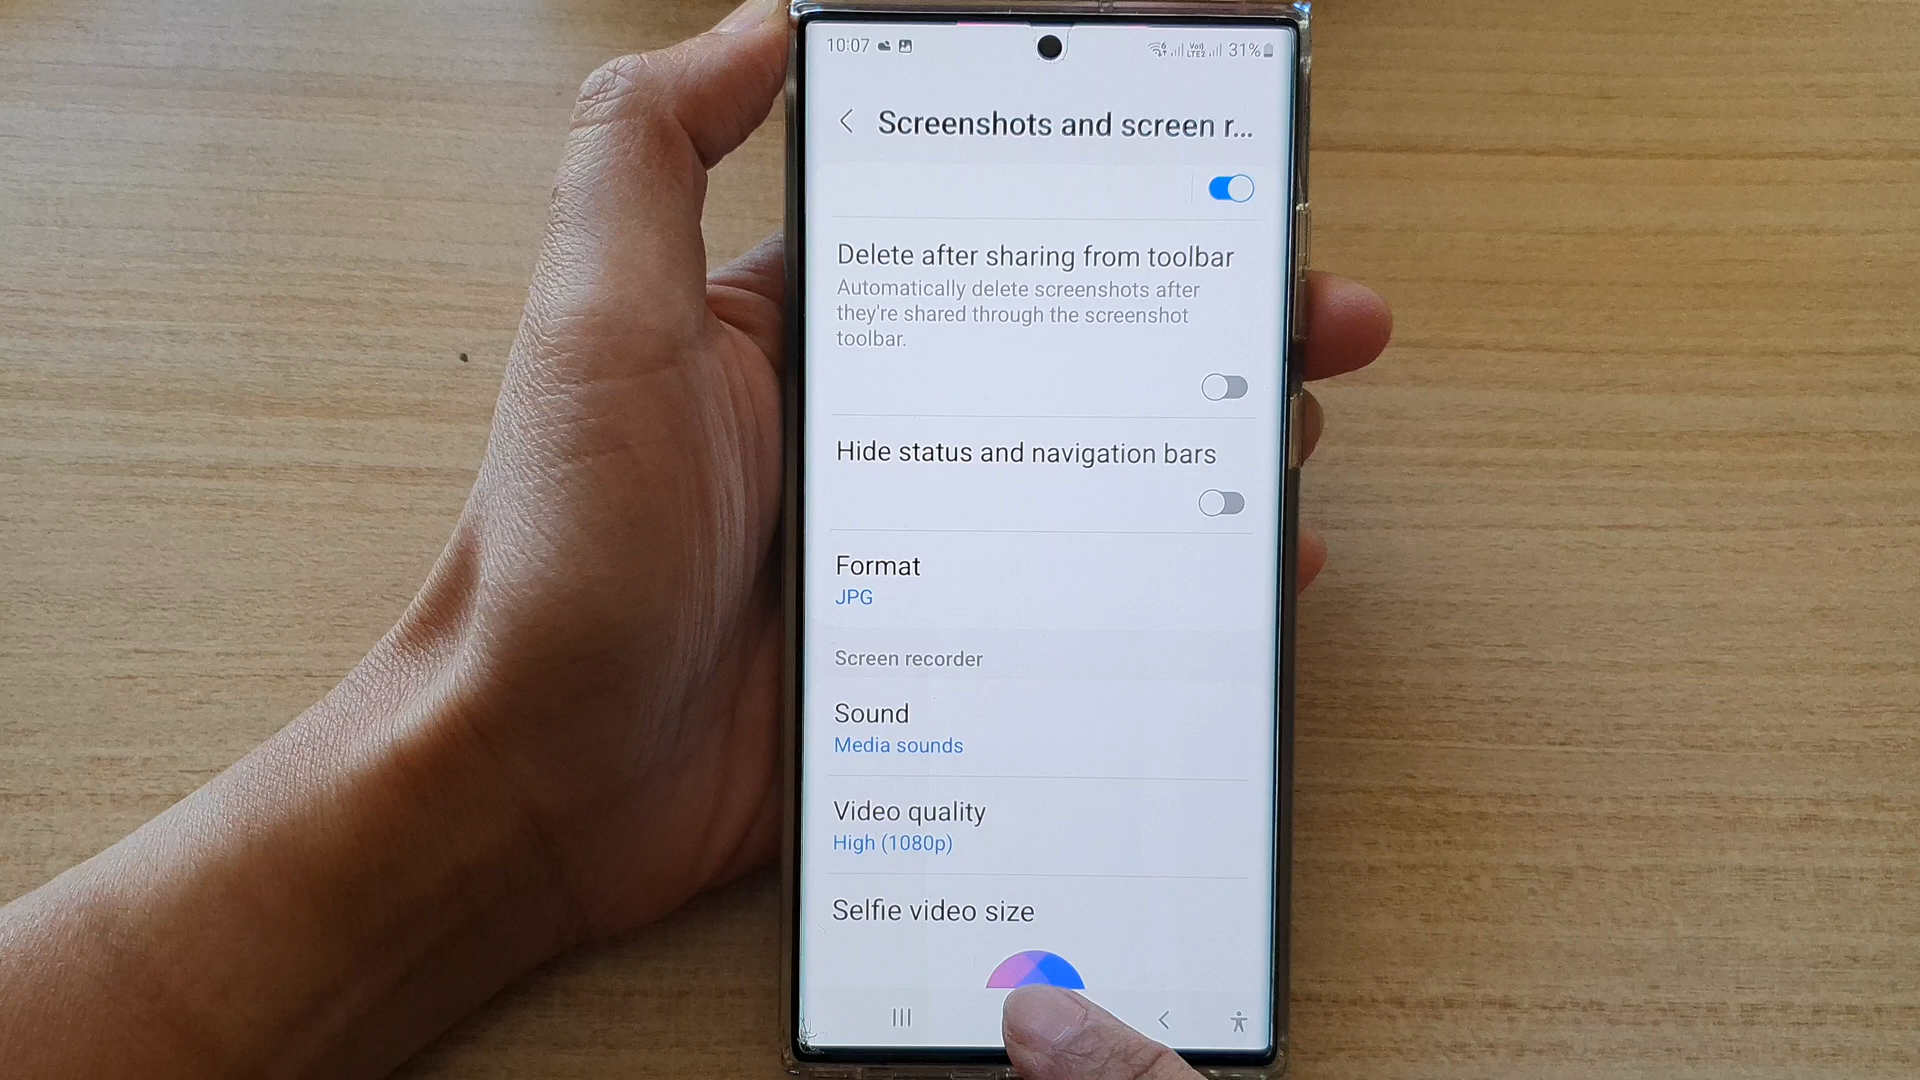 10:07 31%
Screenshots and screen r...
Delete after sharing from toolbar
Automatically delete screenshots after
they're shared through the screenshot
toolbar.
Hide status and navigation bars
Format
JPG
Screen recorder
Sound
Media sounds
Video quality
High (1080p)
Selfie video size